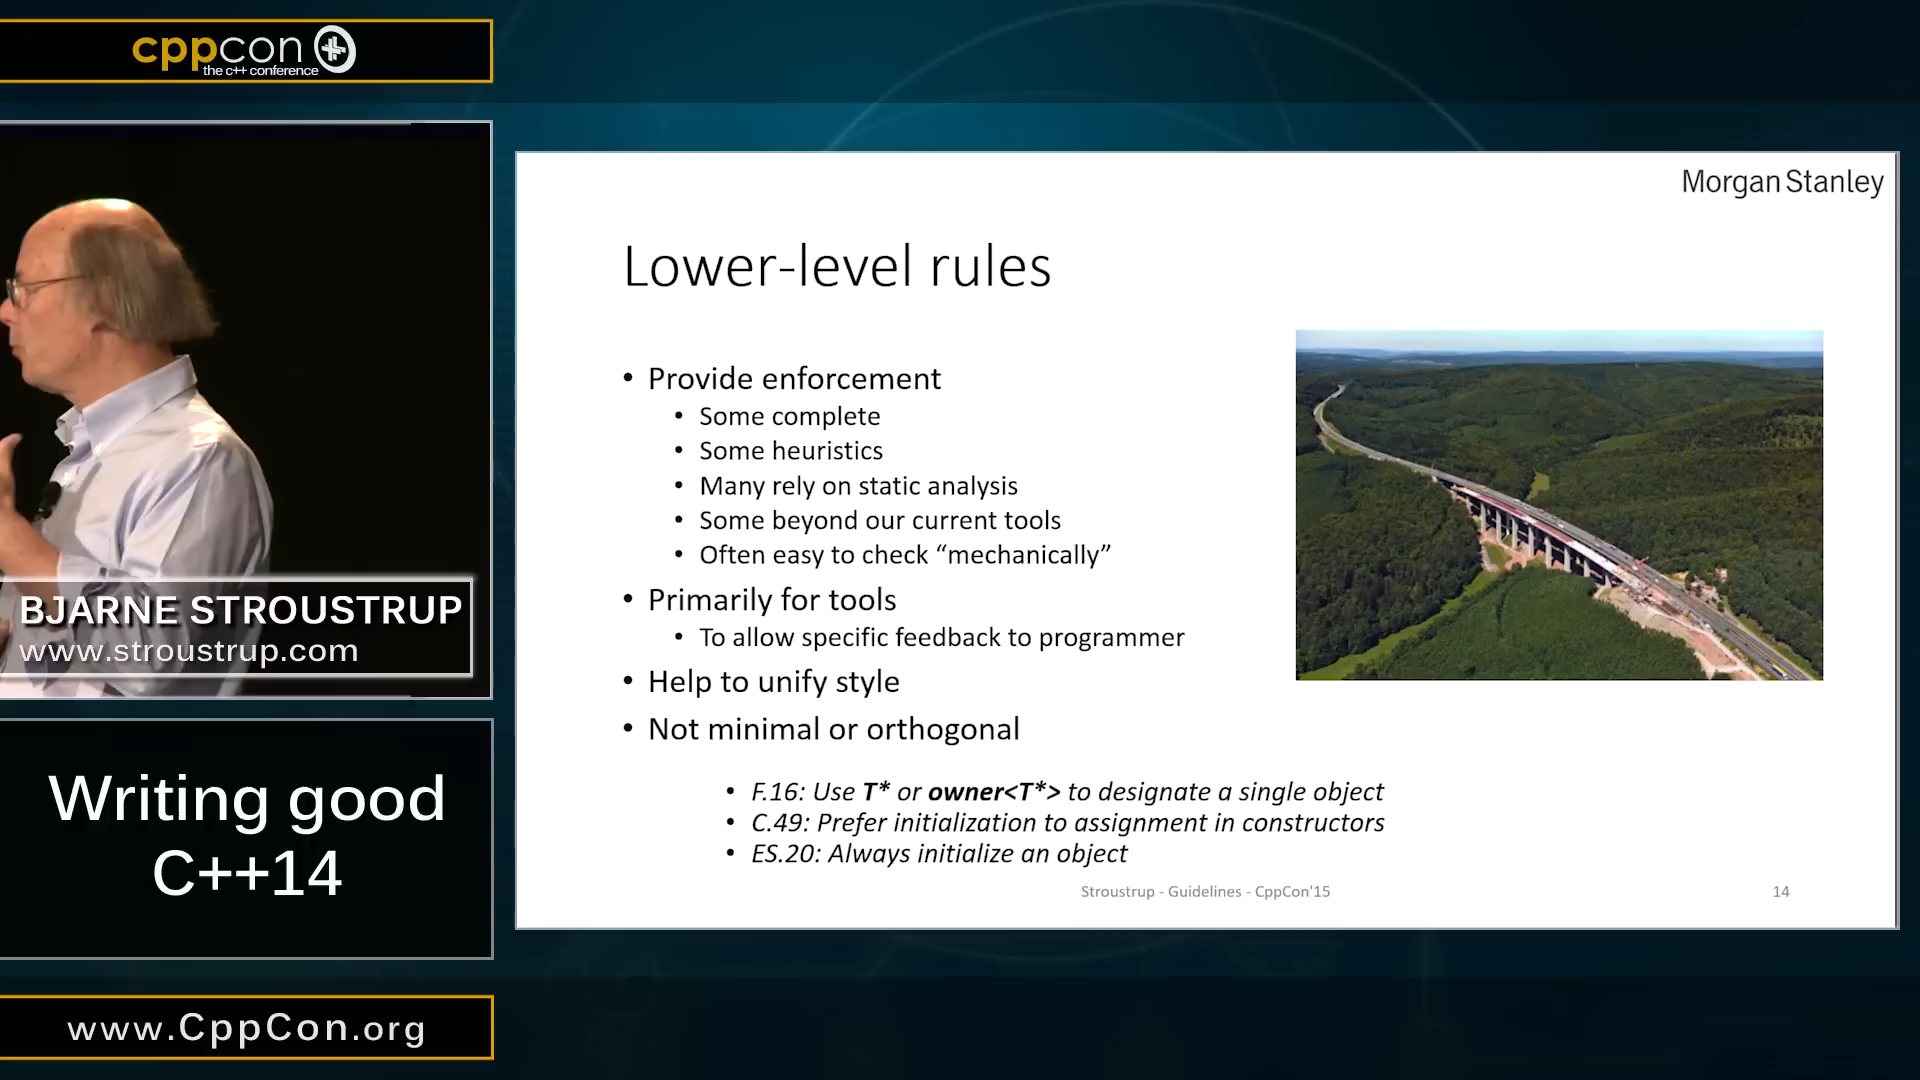 cppcon
the c++ conference
BJARNE STROUSTRUP
www.stroustrup.com
Writing good
C++14
www.CppCon.org
Morgan Stanley
Lower-level rules
• Provide enforcement
• Some complete
• Some heuristics
• Many rely on static analysis
• Some beyond our current tools
• Often easy to check “mechanically”
• Primarily for tools
• To allow specific feedback to programmer
• Help to unify style
• Not minimal or orthogonal
• F.16: Use T* or owner<T*> to designate a single object
• C.49: Prefer initialization to assignment in constructors
• ES.20: Always initialize an object
Stroustrup - Guidelines - CppCon'15
14